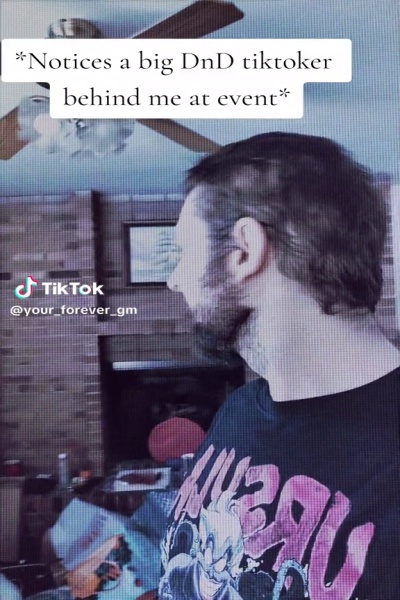 *Notices a big DnD tiktoker
behind me at event*
TikTok
@your_forever_gm